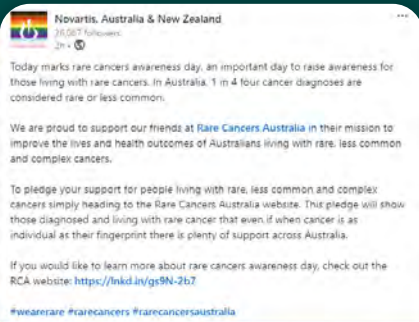 Novartis, Australia & New Zealand
followers
2h •
Today marks rare cancers awareness day, an important day to raise awareness for
those living with rare cancers. In Australia, 1 in 4 four cancer diagnoses are
considered rare or less common.
We are proud to support our friends at Rare Cancers Australia in their mission to
improve the lives and health outcomes of Australians living with rare, less common
and complex cancers.
To pledge your support for people living with rare, less common and complex
cancers simply heading to the Rare Cancers Australia website. This pledge will show
those diagnosed and living with rare cancer that even if when cancer is as
individual as their fingerprint there is plenty of support across Australia.
If you would like to learn more about rare cancers awareness day, check out the
RCA website: https://lnkd.in/gs9N-2b7
#wearerare #rarecancers #rarecancersaustralia